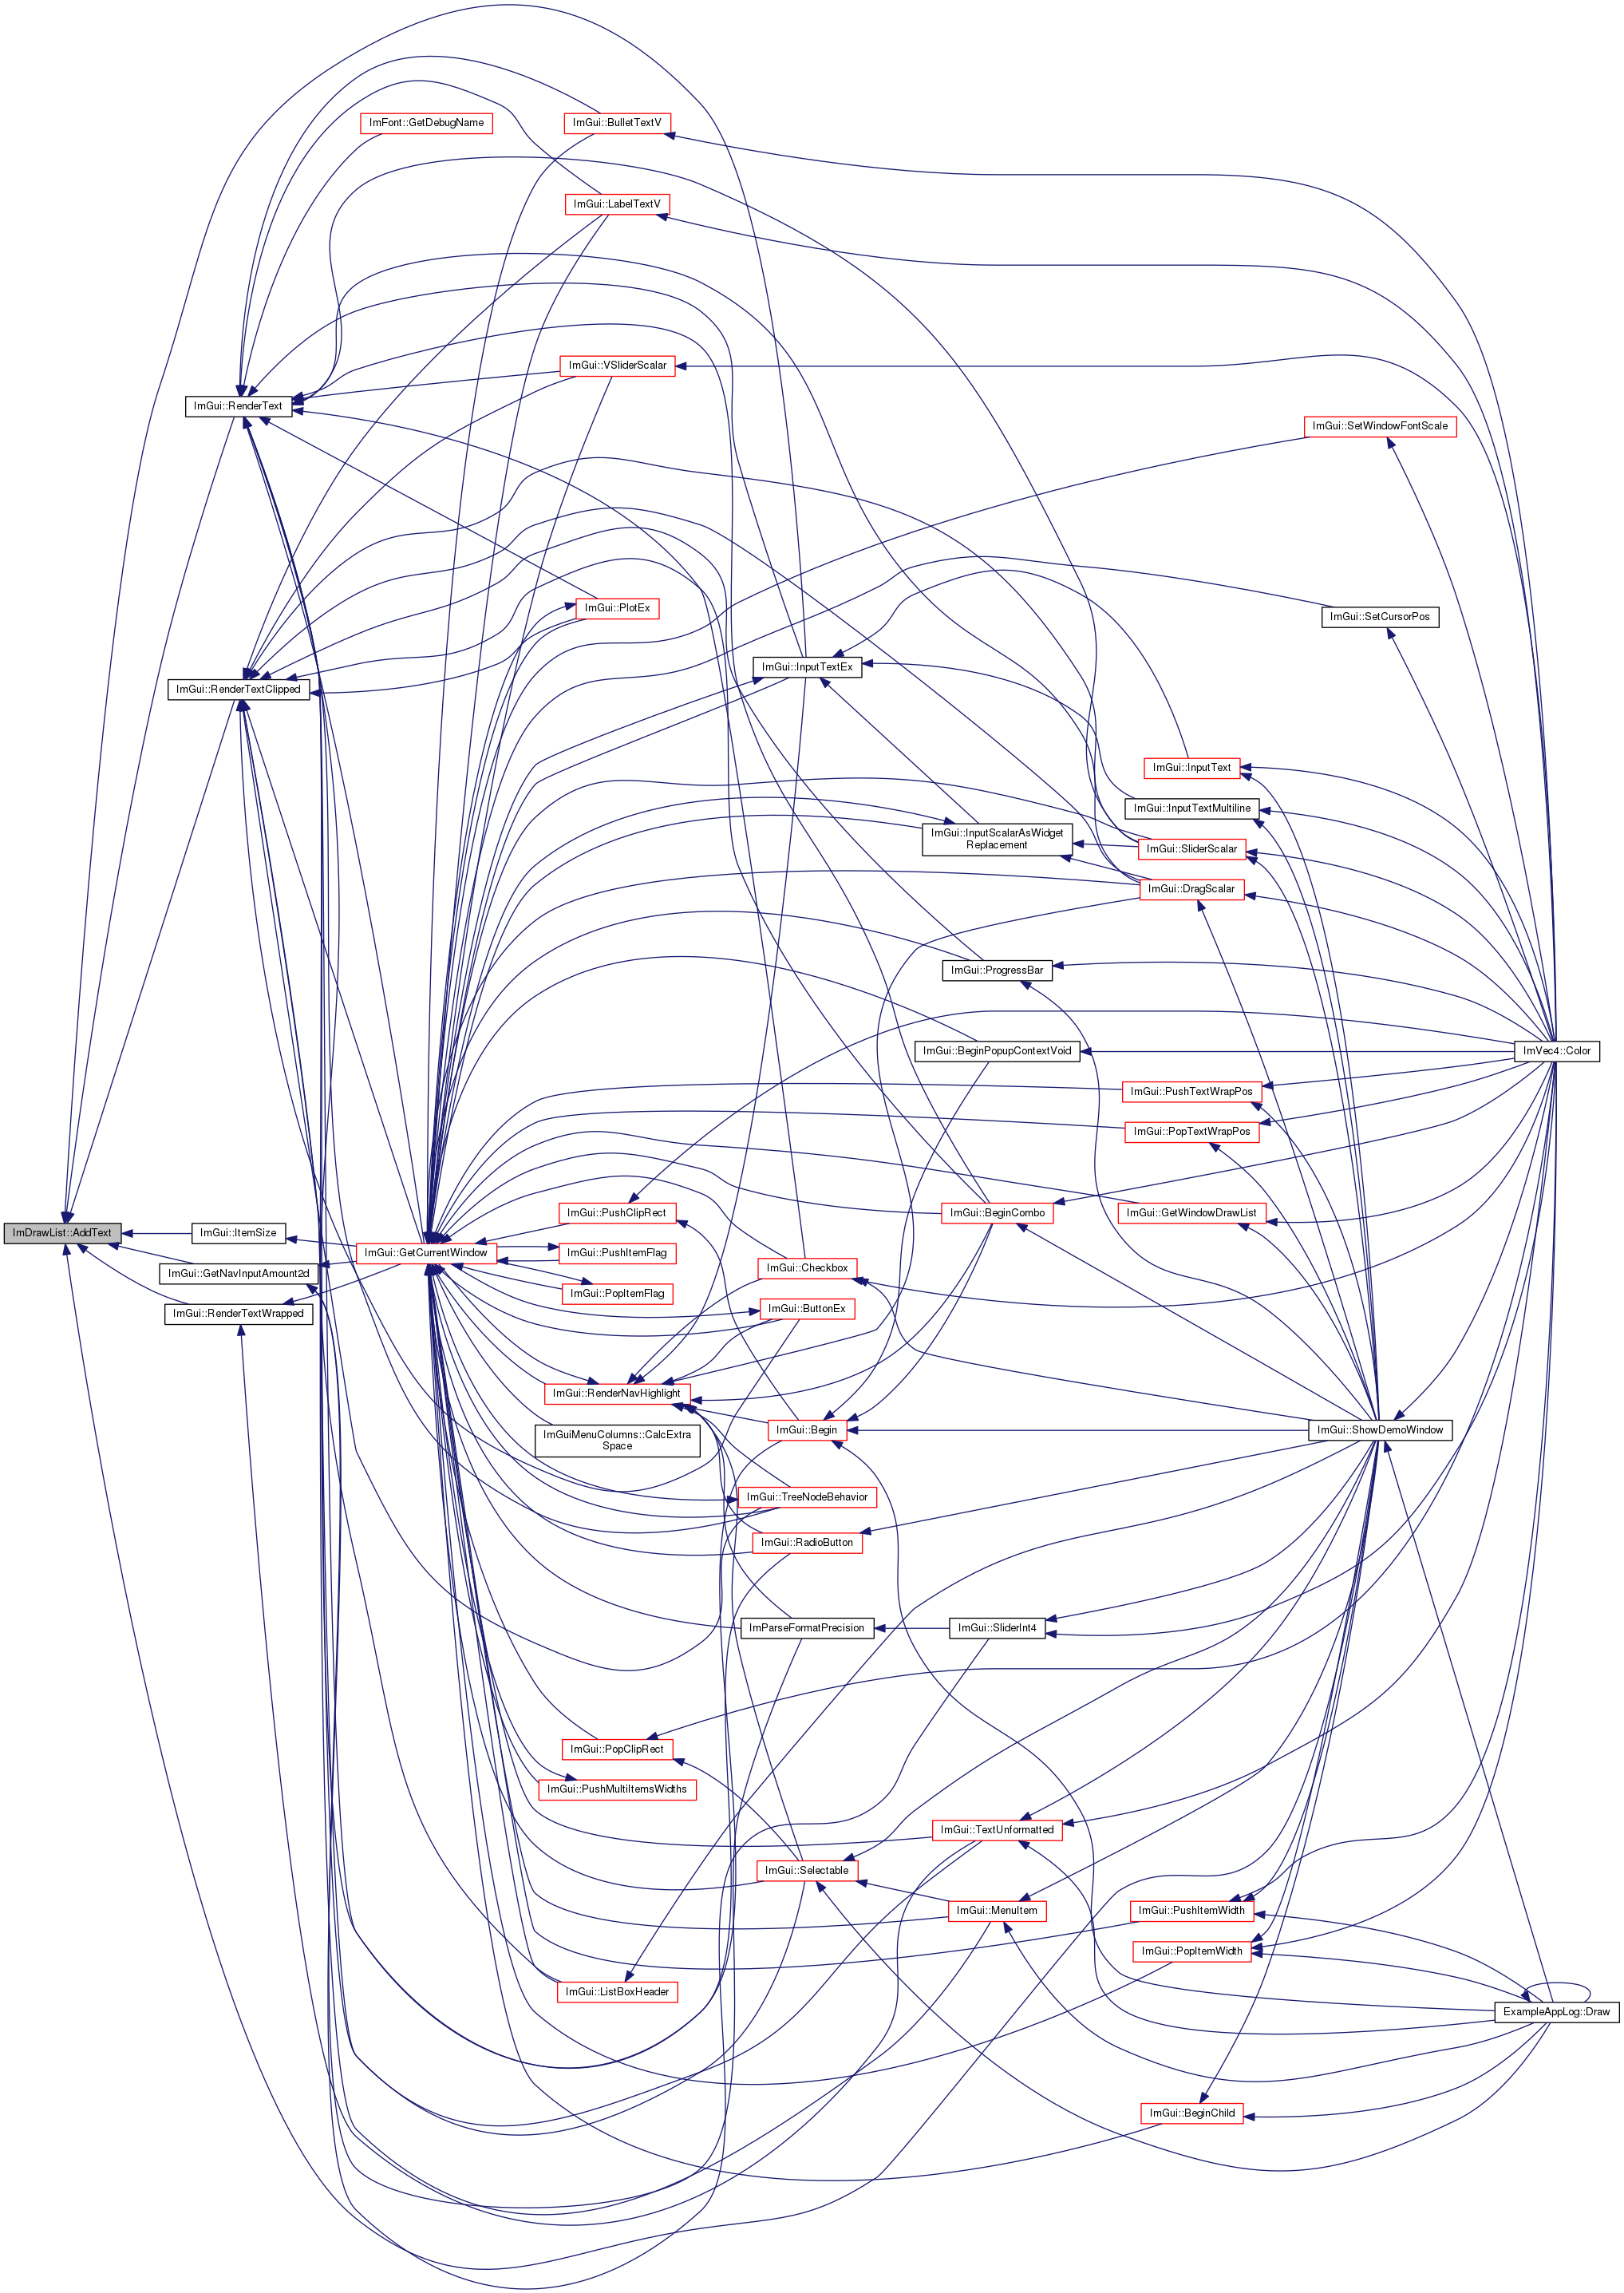 ImFont::GetDebugName
ImGui::BulletTextV
ImGui::LabelTextV
ImGui::VSliderScalar
ImGui::RenderText
ImGui::SetWindowFontScale
ImGui::PlotEx
ImGui::SetCursorPos
ImGui::InputTextEx
ImGui::RenderTextClipped
ImGui::InputText
ImGui::InputTextMultiline
ImGui::InputScalarAsWidget
Replacement
ImGui::SliderScalar
ImGui::DragScalar
ImGui::ProgressBar
ImGui::BeginPopupContextVoid
ImVec4::Color
ImGui::PushTextWrapPos
ImGui::PopTextWrapPos
ImGui::PushClipRect
ImGui::BeginCombo
ImGui::GetWindowDrawList
ImDrawList::AddText
ImGui::ItemSize
ImGui::GetCurrentWindow
ImGui::PushItemFlag
ImGui::Checkbox
ImGui::GetNavInputAmount2d
ImGui::PopItemFlag
ImGui::RenderTextWrapped
ImGui::ButtonEx
ImGui::RenderNavHighlight
ImGui::Begin
ImGui::ShowDemoWindow
ImGuiMenuColumns::CalcExtra
Space
ImGui::TreeNodeBehavior
ImGui::RadioButton
ImParseFormatPrecision
ImGui::SliderInt4
ImGui::PopClipRect
ImGui::PushMultiItemsWidths
ImGui::TextUnformatted
ImGui::Selectable
ImGui::MenuItem
ImGui::PushItemWidth
ImGui::PopItemWidth
ImGui::ListBoxHeader
ExampleAppLog::Draw
ImGui::BeginChild